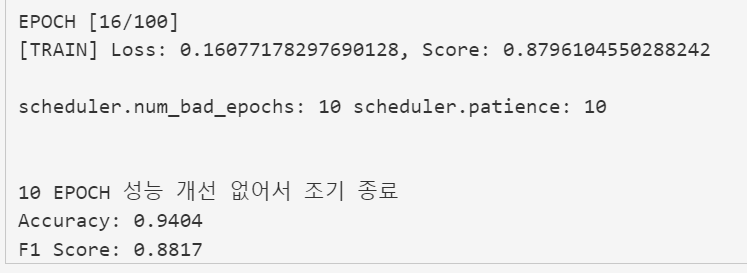 EPOCH [16/100]
[TRAIN] Loss: 0.16077178297690128, Score: 0.8796104550288242
scheduler.num_bad_epochs: 10 scheduler.patience: 10
10 EPOCH 성능 개선 없어서 조기 종료
Accuracy: 0.9404
F1 Score: 0.8817